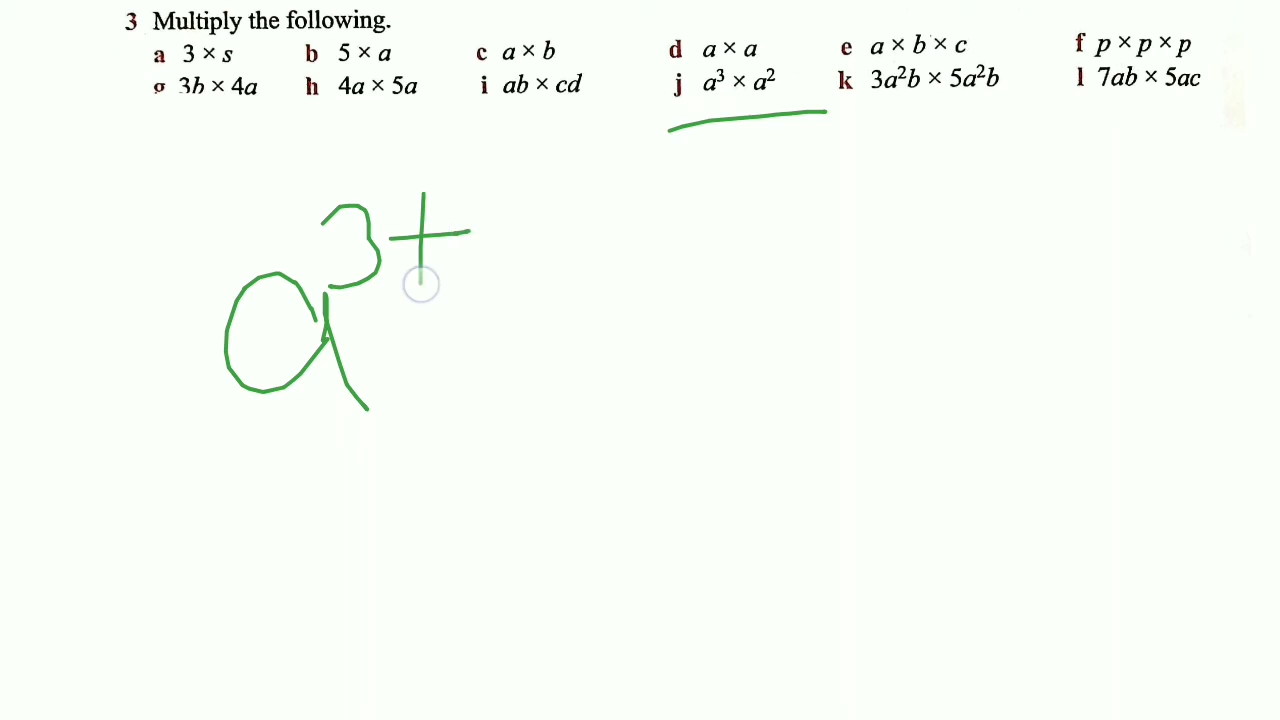 3 Multiply the following.
a 3 × s b 5 × a c a × b d a × a e a × b × c f p × p × p
g 3b × 4a h 4a × 5a i ab × cd j a³ × a² k 3a²b × 5a²b l 7ab × 5ac
a³⁺